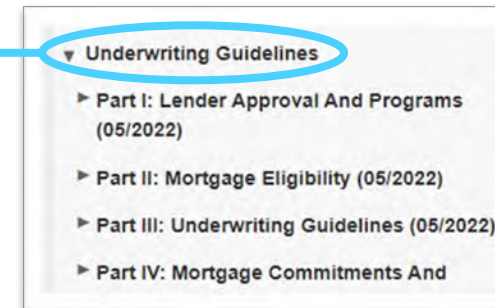 Underwriting Guidelines
Part I: Lender Approval And Programs
(05/2022)
Part II: Mortgage Eligibility (05/2022)
Part III: Underwriting Guidelines (05/2022)
Part IV: Mortgage Commitments And